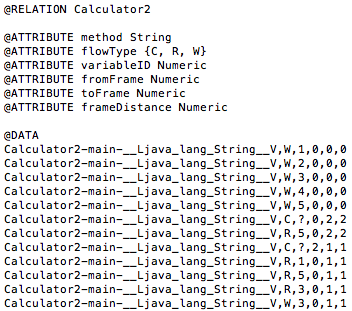 @RELATION Calculator2
@ATTRIBUTE method String
@ATTRIBUTE flowType {C, R, W}
@ATTRIBUTE variableID Numeric
@ATTRIBUTE fromFrame Numeric
@ATTRIBUTE toFrame Numeric
@ATTRIBUTE frameDistance Numeric
@DATA
Calculator2-main-__Ljava_lang_String__V,W,1,0,0,0
Calculator2-main-__Ljava_lang_String__V,W,2,0,0,0
Calculator2-main-__Ljava_lang_String__V,W,3,0,0,0
Calculator2-main-__Ljava_lang_String__V,W,4,0,0,0
Calculator2-main-__Ljava_lang_String__V,W,5,0,0,0
Calculator2-main-__Ljava_lang_String__V,C,?,0,2,2
Calculator2-main-__Ljava_lang_String__V,R,5,0,2,2
Calculator2-main-__Ljava_lang_String__V,C,?,2,1,1
Calculator2-main-__Ljava_lang_String__V,R,1,0,1,1
Calculator2-main-__Ljava_lang_String__V,R,5,0,1,1
Calculator2-main-__Ljava_lang_String__V,R,3,0,1,1
Calculator2-main-__Ljava_lang_String__V,W,3,0,1,1